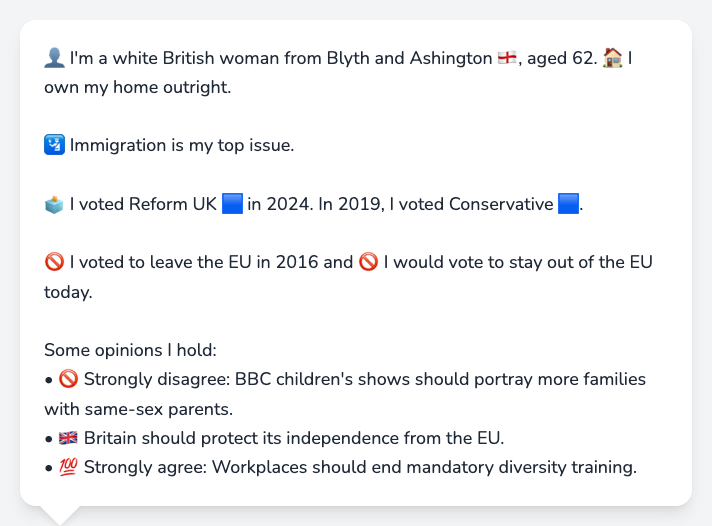 👤 I'm a white British woman from Blyth and Ashington 🏴󠁧󠁢󠁥󠁮󠁧󠁿, aged 62. 🏠 I
own my home outright.
🛂 Immigration is my top issue.
🗳️ I voted Reform UK 🟦 in 2024. In 2019, I voted Conservative 🟦.
🚫 I voted to leave the EU in 2016 and 🚫 I would vote to stay out of the EU
today.
Some opinions I hold:
• 🚫 Strongly disagree: BBC children's shows should portray more families
with same-sex parents.
• 🇬🇧 Britain should protect its independence from the EU.
• 💯 Strongly agree: Workplaces should end mandatory diversity training.